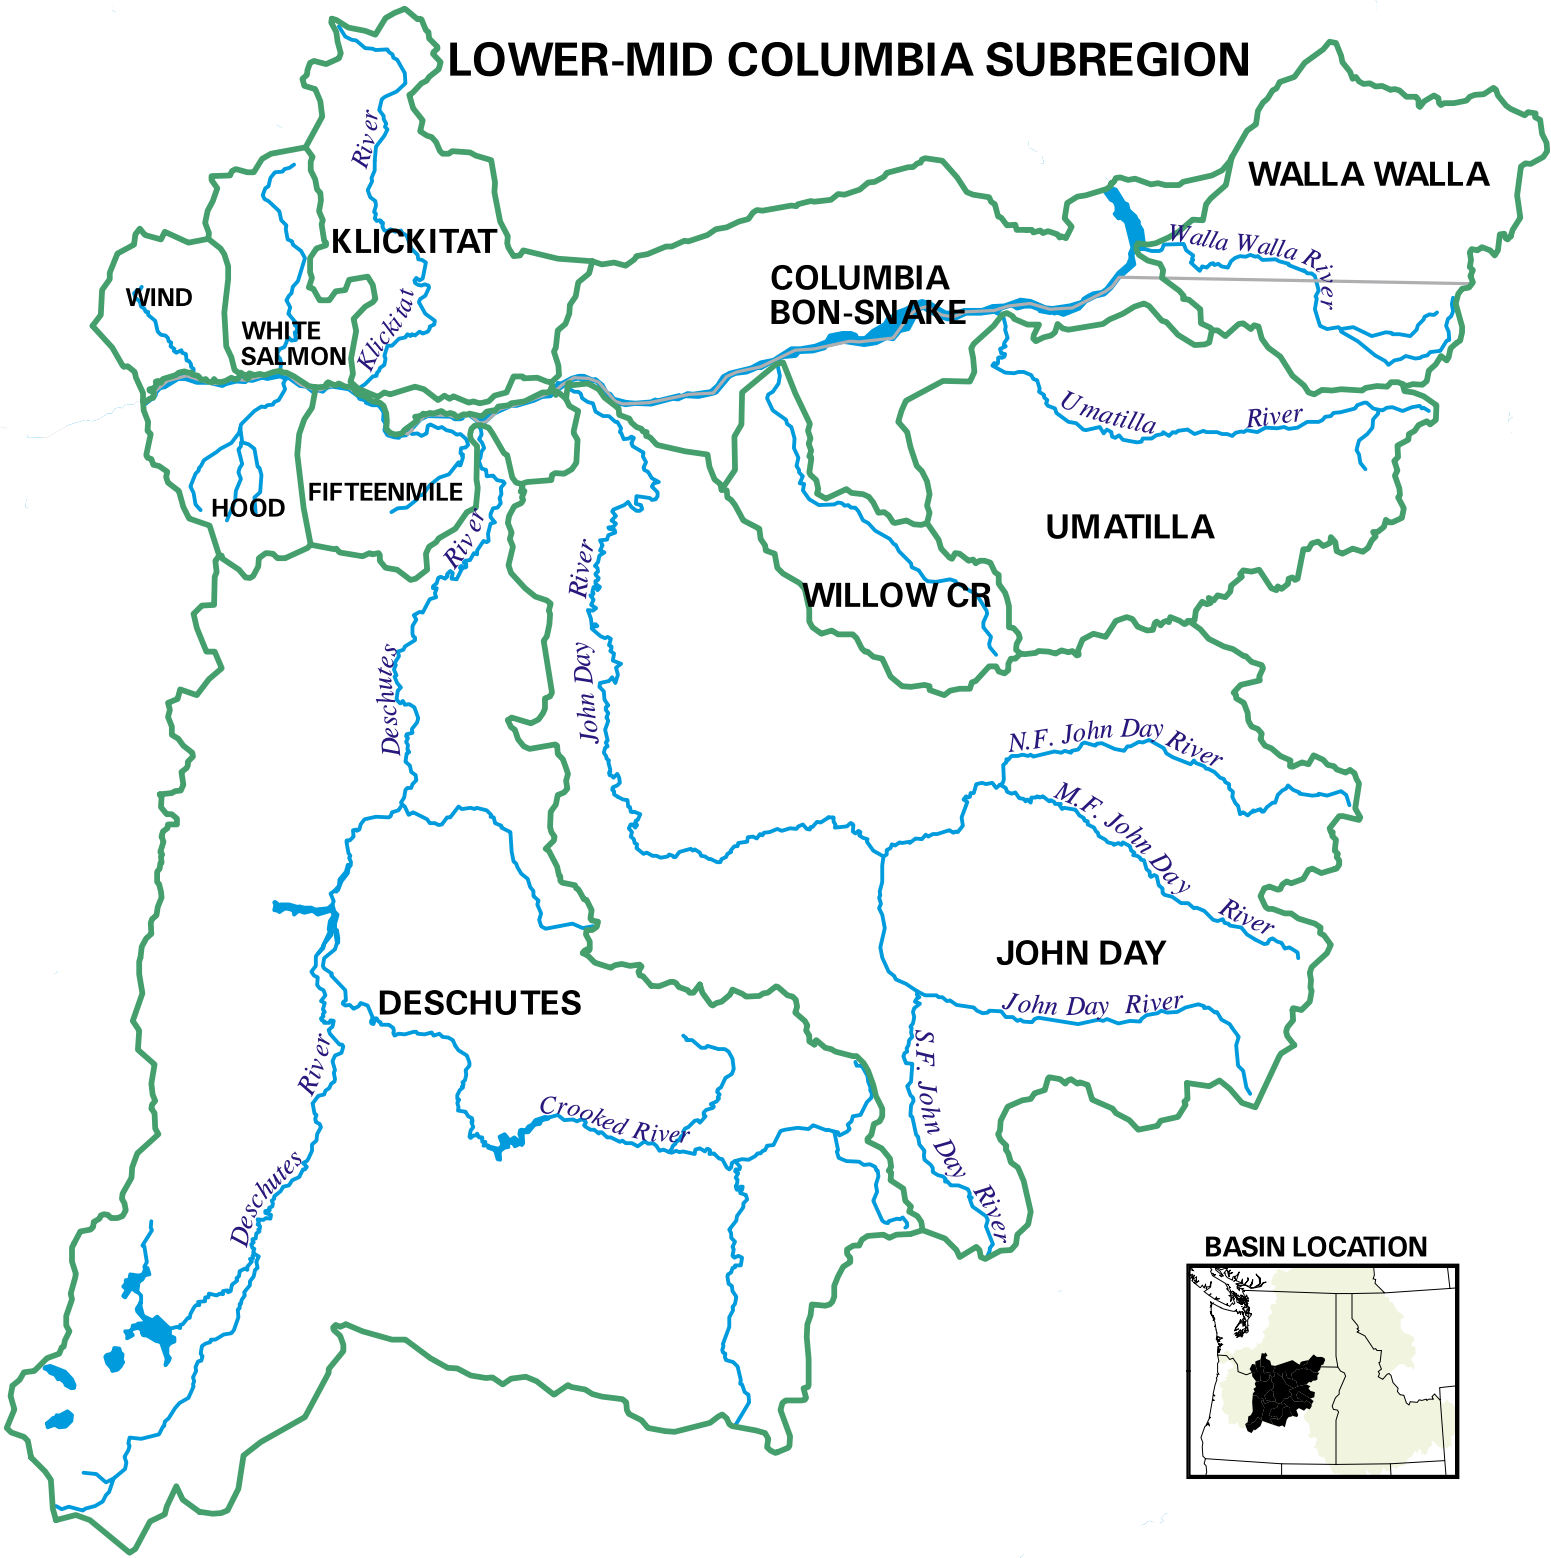 LOWER-MID COLUMBIA SUBREGION
River
WALLA WALLA
KLICKITAT
Walla Walla River
WIND
COLUMBIA
BON-SNAKE
WHITE
SALMON
Klickitat
Umatilla
River
FIFTEENMILE
HOOD
River
UMATILLA
River
WILLOW CR
Deschutes
John Day
N.F. John Day River
M.F. John Day
River
JOHN DAY
DESCHUTES
John Day River
River
S.F. John Day
River
Crooked River
Deschutes
BASIN LOCATION